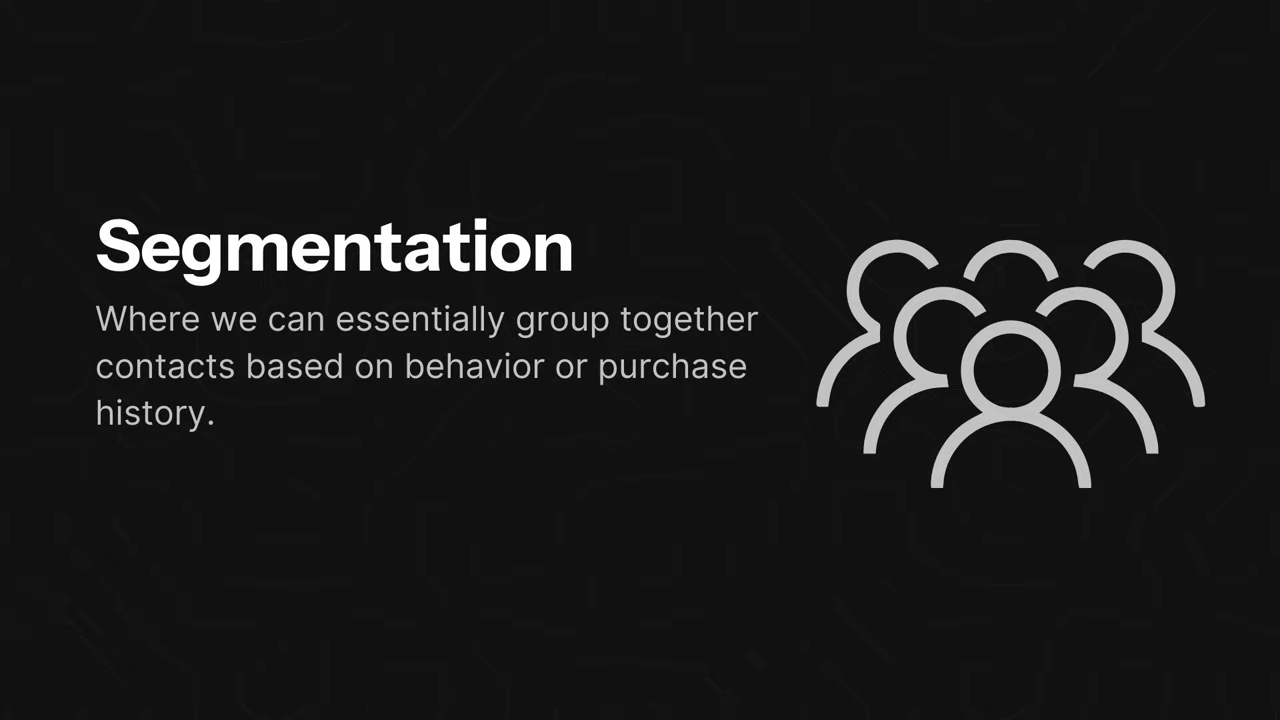 Segmentation
Where we can essentially group together
contacts based on behavior or purchase
history.